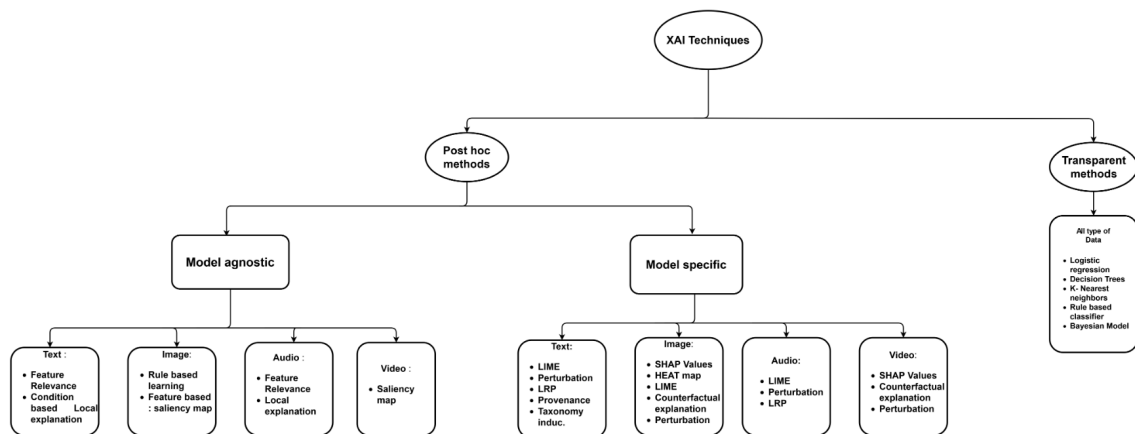 XAI Techniques
Post hoc
methods
Transparent
methods
Model agnostic
Model specific
All type of
Data
• Logistic
regression
• Decision Trees
• K- Nearest
neighbors
• Rule based
classifier
• Bayesian Model
Text :
• Feature
Relevance
• Condition
based Local
explanation
Image:
• Rule based
learning
• Feature based
: saliency map
Audio :
• Feature
Relevance
• Local
explanation
Video :
• Saliency
map
Text:
• LIME
• Perturbation
• LRP
• Provenance
• Taxonomy
induc.
Image:
• SHAP Values
• HEAT map
• LIME
• Counterfactual
explanation
• Perturbation
Audio:
• LIME
• Perturbation
• LRP
Video:
• SHAP Values
• Counterfactual
explanation
• Perturbation